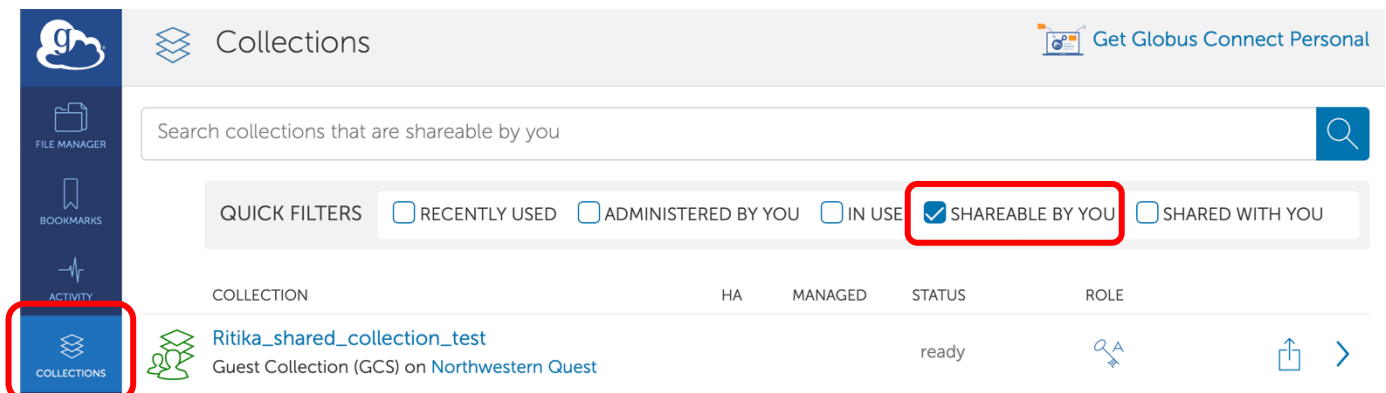 g
Collections
Get Globus Connect Personal
FILE MANAGER
BOOKMARKS
ACTIVITY
COLLECTIONS
Search collections that are shareable by you
QUICK FILTERS RECENTLY USED ADMINISTERED BY YOU IN USE SHAREABLE BY YOU SHARED WITH YOU
COLLECTION HA MANAGED STATUS ROLE
Ritika_shared_collection_test
Guest Collection (GCS) on Northwestern Quest
ready
A